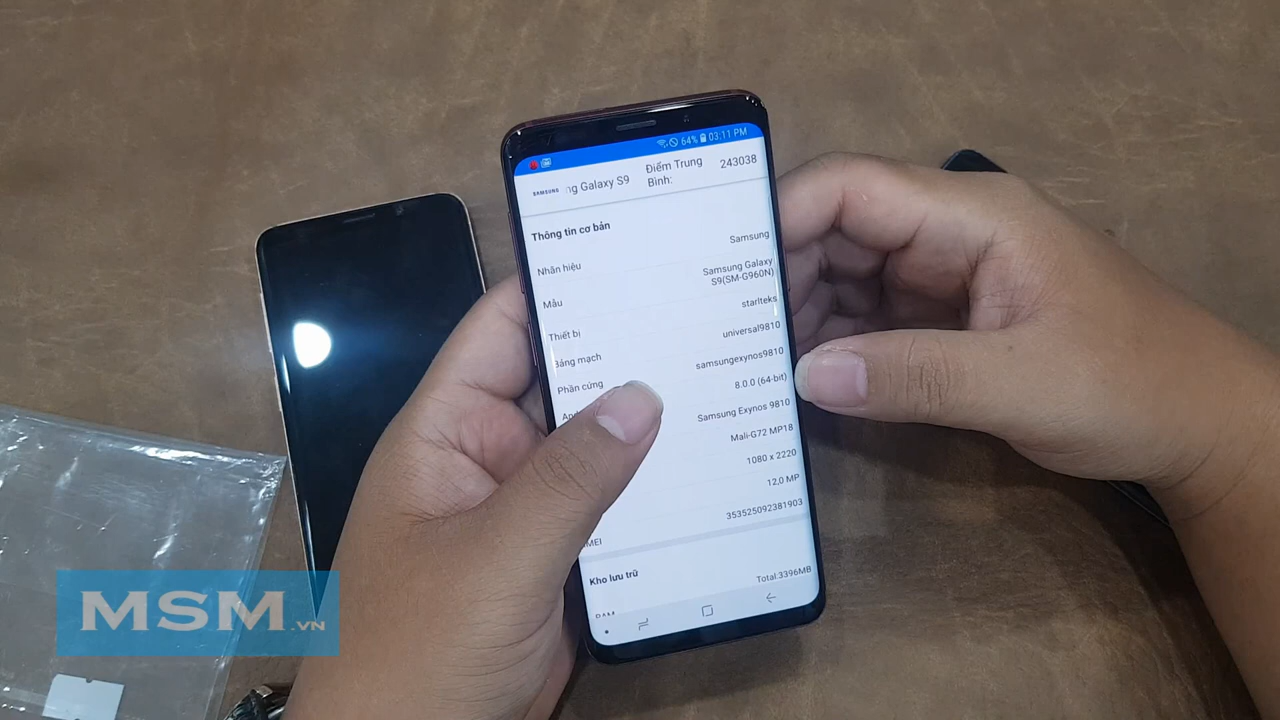 64% 03:11 PM
SAMSUNG ng Galaxy S9 Điểm Trung Bình: 243038
Thông tin cơ bản
Nhãn hiệu Samsung
Mẫu Samsung Galaxy S9(SM-G960N)
Thiết bị starlteks
Bảng mạch universal9810
Phần cứng samsungexynos9810
8.0.0 (64-bit)
Samsung Exynos 9810
Mali-G72 MP18
1080 x 2220
12,0 MP
IMEI 353525092381903
Kho lưu trữ
RAM Total:3396MB
MSM.VN